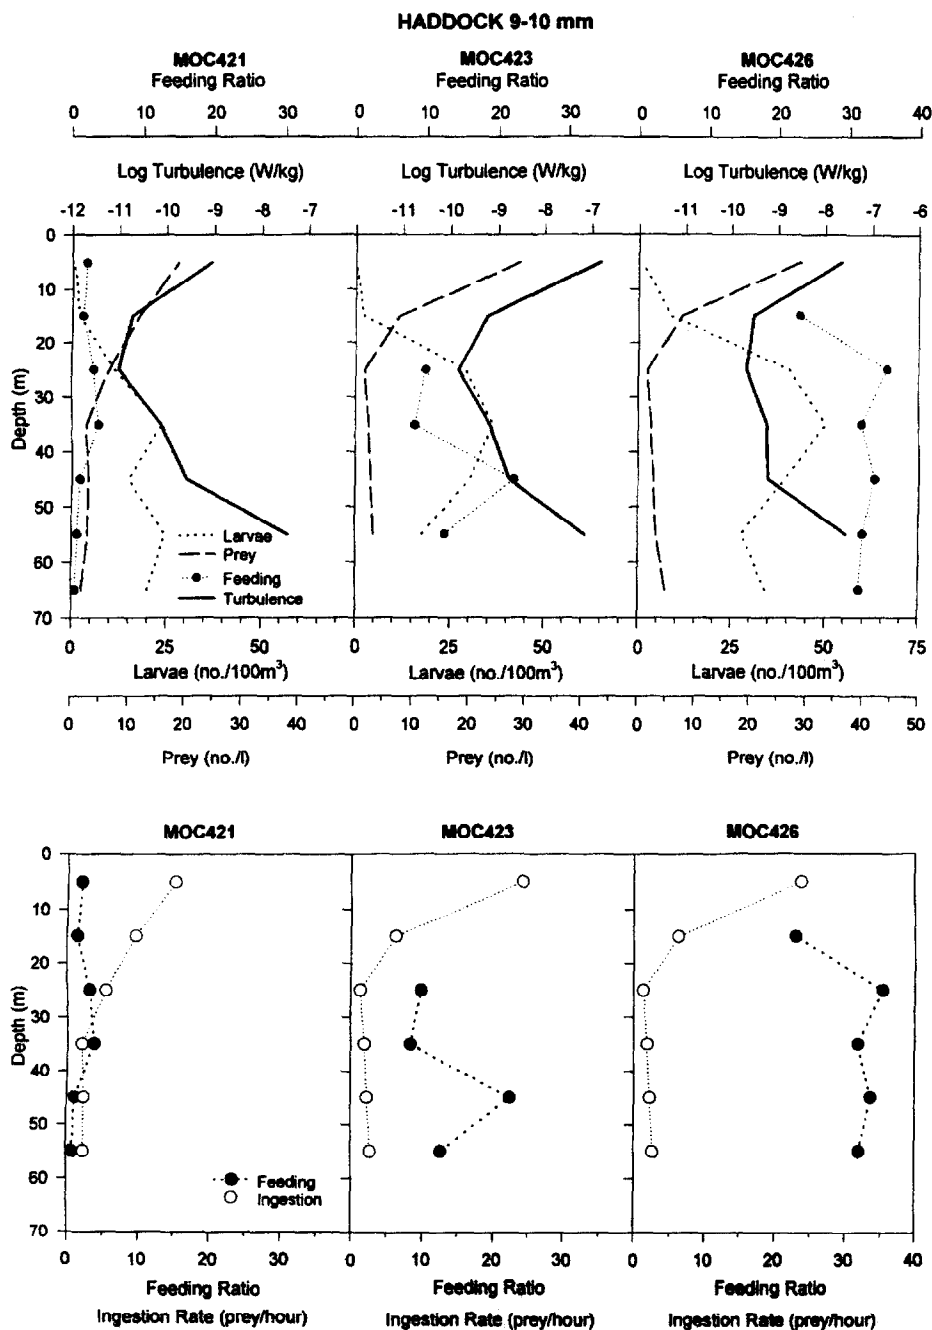 HADDOCK 9-10 mm
MOC421 MOC423 MOC426
Feeding Ratio Feeding Ratio Feeding Ratio
0 10 20 30 0 10 20 30 0 10 20 30 40
Log Turbulence (W/kg) Log Turbulence (W/kg) Log Turbulence (W/kg)
-12 -11 -10 -9 -8 -7 -11 -10 -9 -8 -7 -11 -10 -9 -8 -7 -6
0
10
20
30
40
50
60
70
Depth (m)
Larvae
Prey
Feeding
Turbulence
0 25 50 0 25 50 0 25 50 75
Larvae (no./100m³) Larvae (no./100m³) Larvae (no./100m³)
0 10 20 30 40 0 10 20 30 40 0 10 20 30 40 50
Prey (no./l) Prey (no./l) Prey (no./l)
MOC421 MOC423 MOC426
0
10
20
30
40
50
60
70
Depth (m)
Feeding
Ingestion
0 10 20 30 0 10 20 30 0 10 20 30 40
Feeding Ratio Feeding Ratio Feeding Ratio
Ingestion Rate (prey/hour) Ingestion Rate (prey/hour) Ingestion Rate (prey/hour)